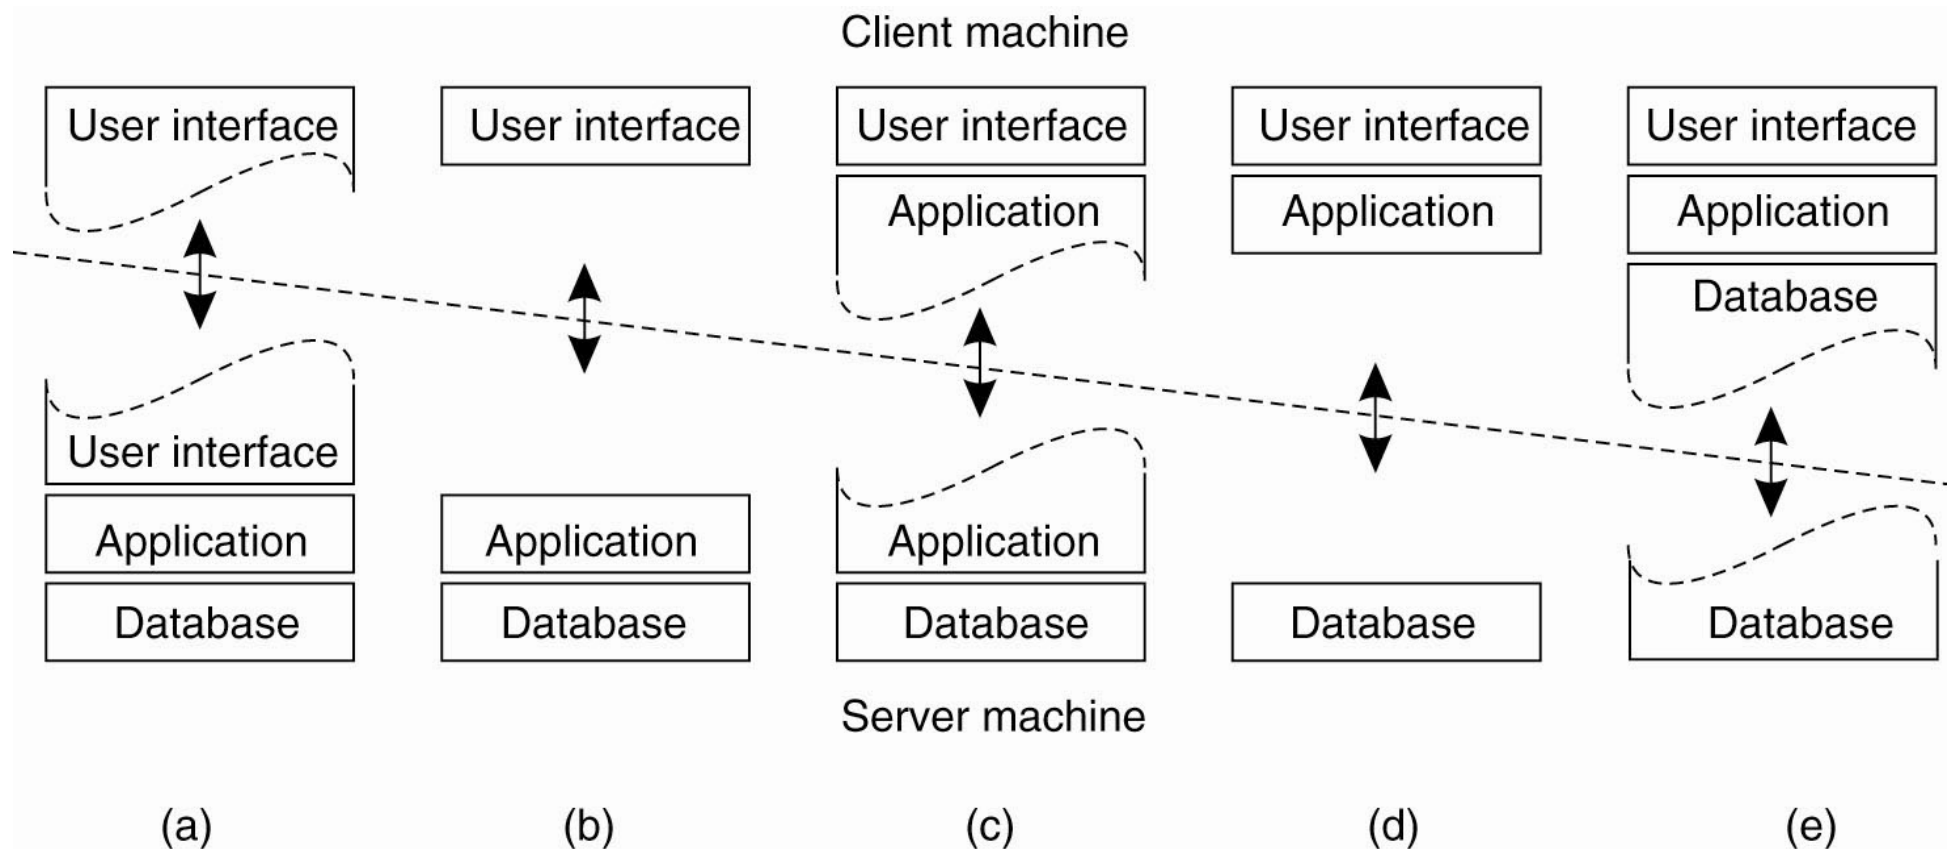 Client machine
User interface
User interface
User interface
User interface
User interface
Application
Application
Application
Database
User interface
Application
Application
Application
Database
Database
Database
Database
Database
Server machine
(a)
(b)
(c)
(d)
(e)